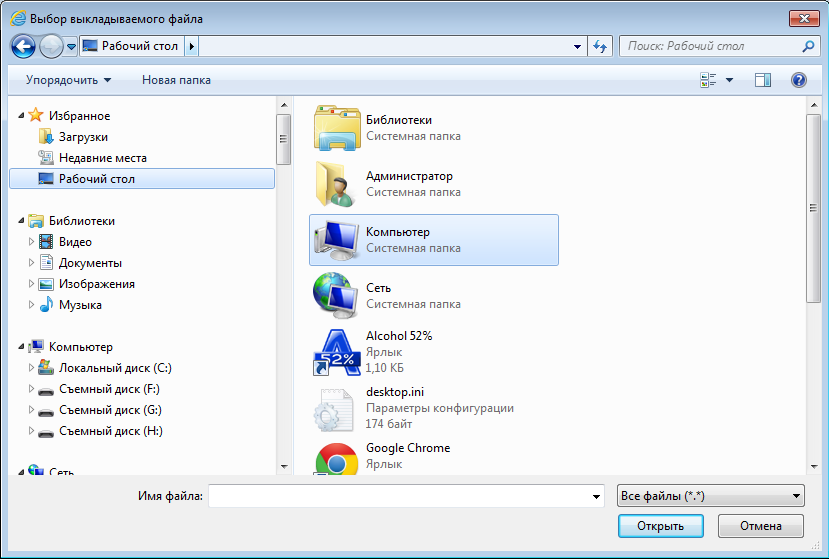 Выбор выкладываемого файла
Рабочий стол
Поиск: Рабочий стол
Упорядочить
Новая папка
Избранное
Загрузки
Недавние места
Рабочий стол
Библиотеки
Видео
Документы
Изображения
Музыка
Компьютер
Локальный диск (C:)
Съемный диск (F:)
Съемный диск (G:)
Съемный диск (H:)
Сеть
Библиотеки
Системная папка
Администратор
Системная папка
Компьютер
Системная папка
Сеть
Системная папка
52%
Alcohol 52%
Ярлык
1,10 КБ
desktop.ini
Параметры конфигурации
174 байт
Google Chrome
Ярлык
Имя файла:
Все файлы (*.*)
Открыть
Отмена